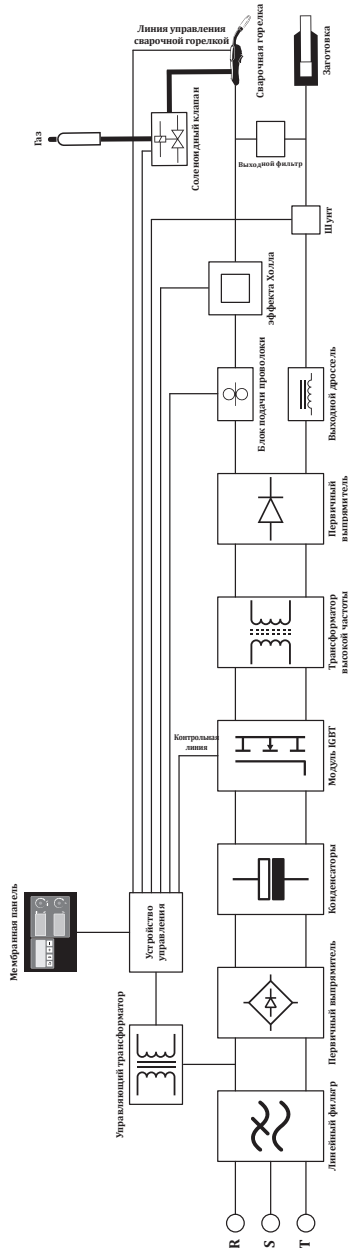 Линия управления
сварочной горелкой
Газ
Соленоидный клапан
Сварочная горелка
Заготовка
Выходной фильтр
Шунт
эффекта Холла
Блок подачи проволоки
Выходной дроссель
Первичный
выпрямитель
Трансформатор
высокой частоты
Контрольная
линия
Модуль IGBT
Мембранная панель
Устройство
управления
Конденсаторы
Управляющий трансформатор
Первичный выпрямитель
Линейный фильтр
R
S
T